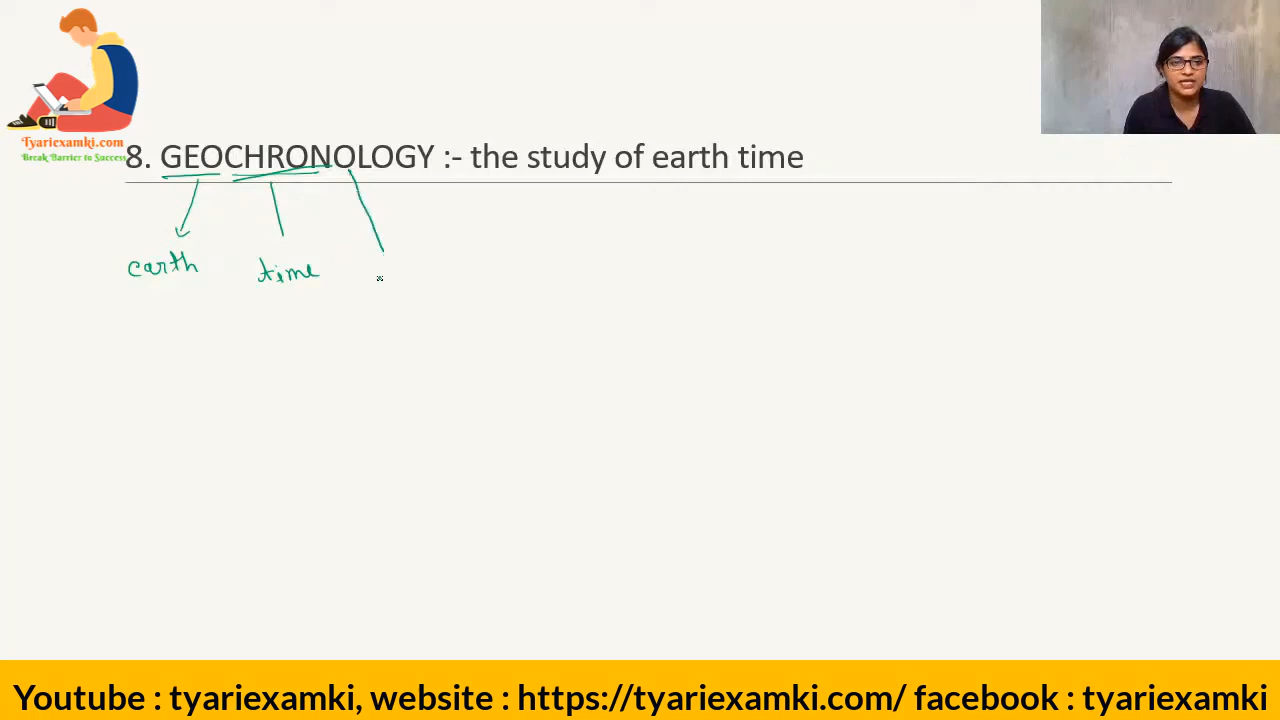 Tyariexamki.com
Break Barrier to Success
8. GEOCHRONOLOGY :- the study of earth time
earth time
Youtube : tyariexamki, website : https://tyariexamki.com/ facebook : tyariexamki